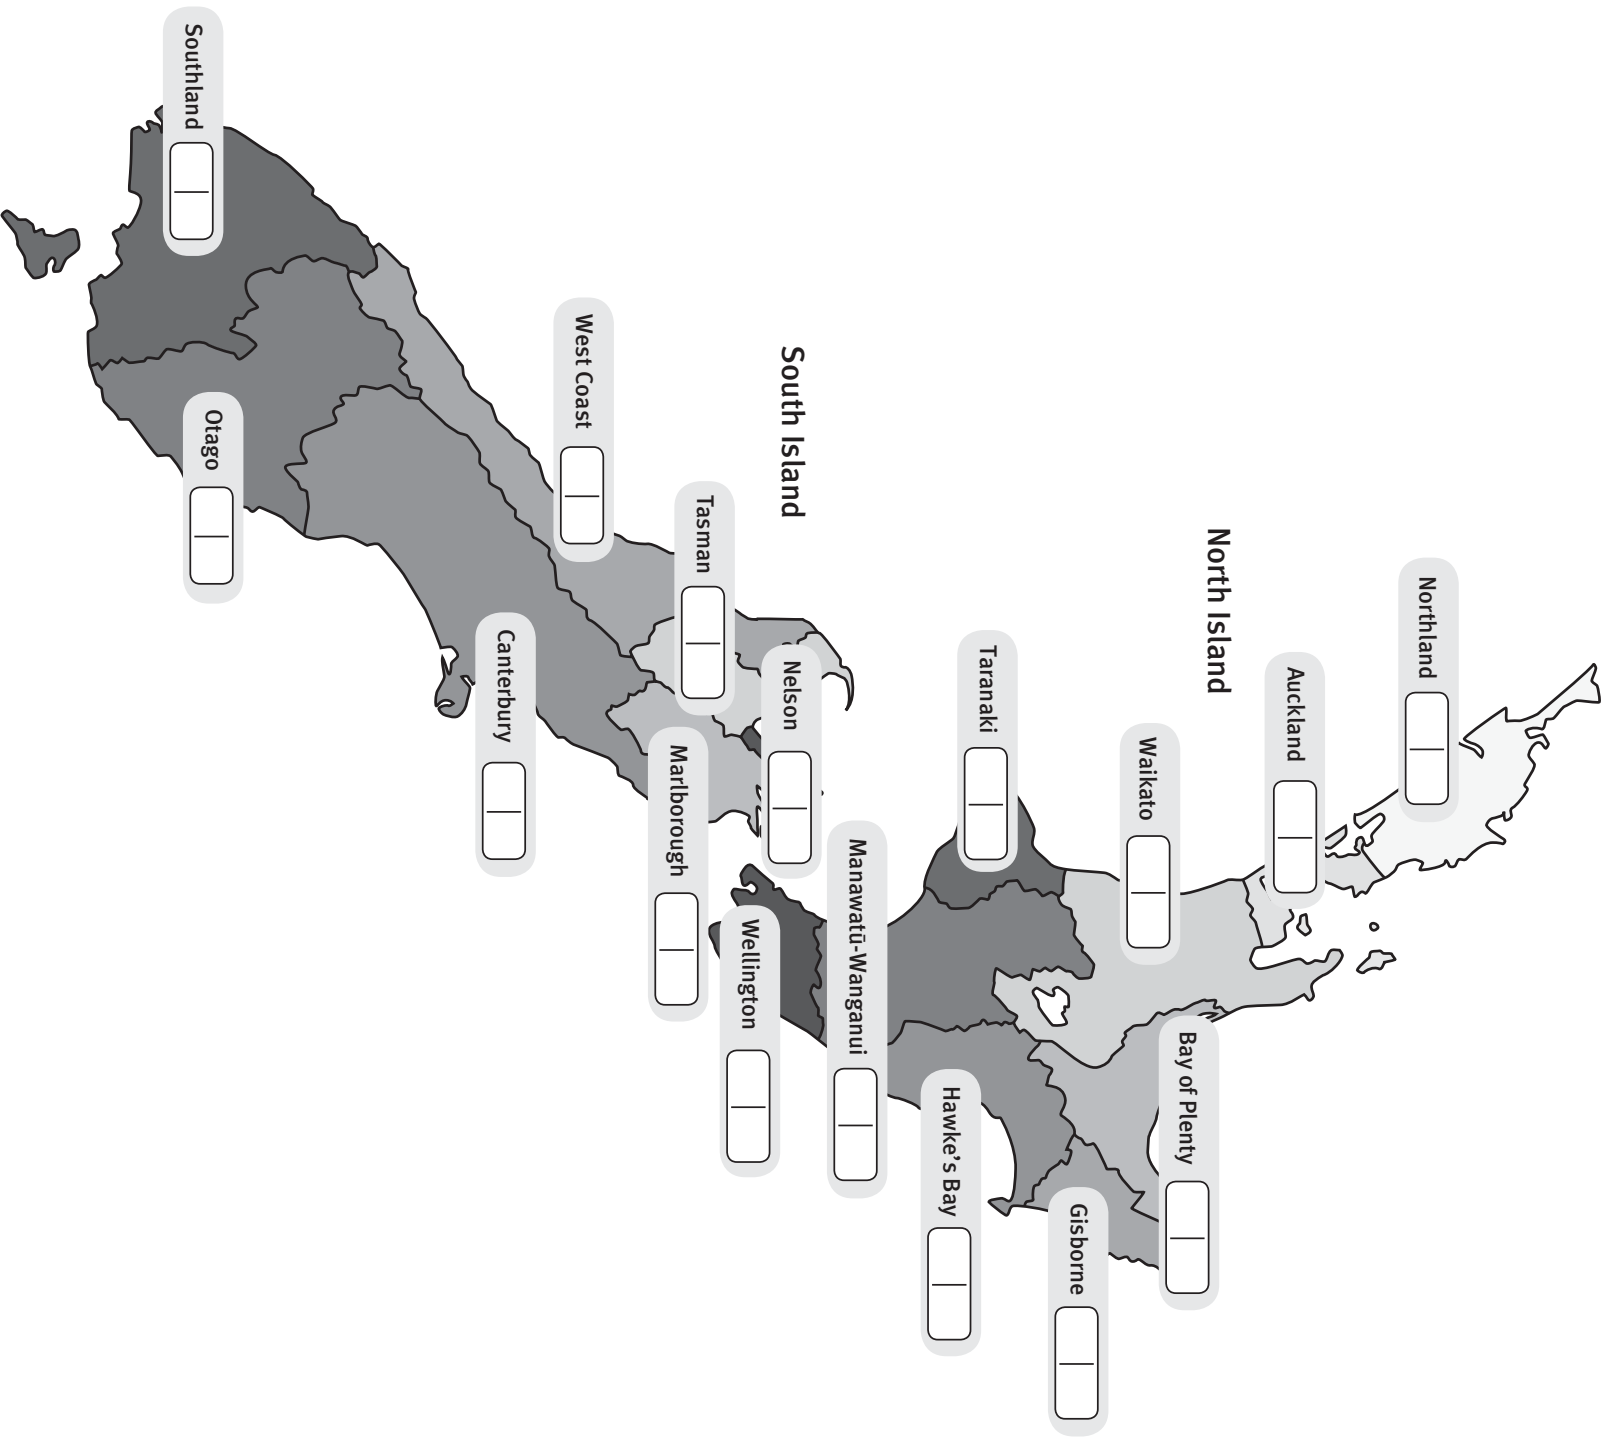 Northland
Auckland
North Island
Waikato
Bay of Plenty
Gisborne
Taranaki
Hawke's Bay
Manawatū-Wanganui
Wellington
South Island
Nelson
Tasman
Marlborough
West Coast
Canterbury
Otago
Southland